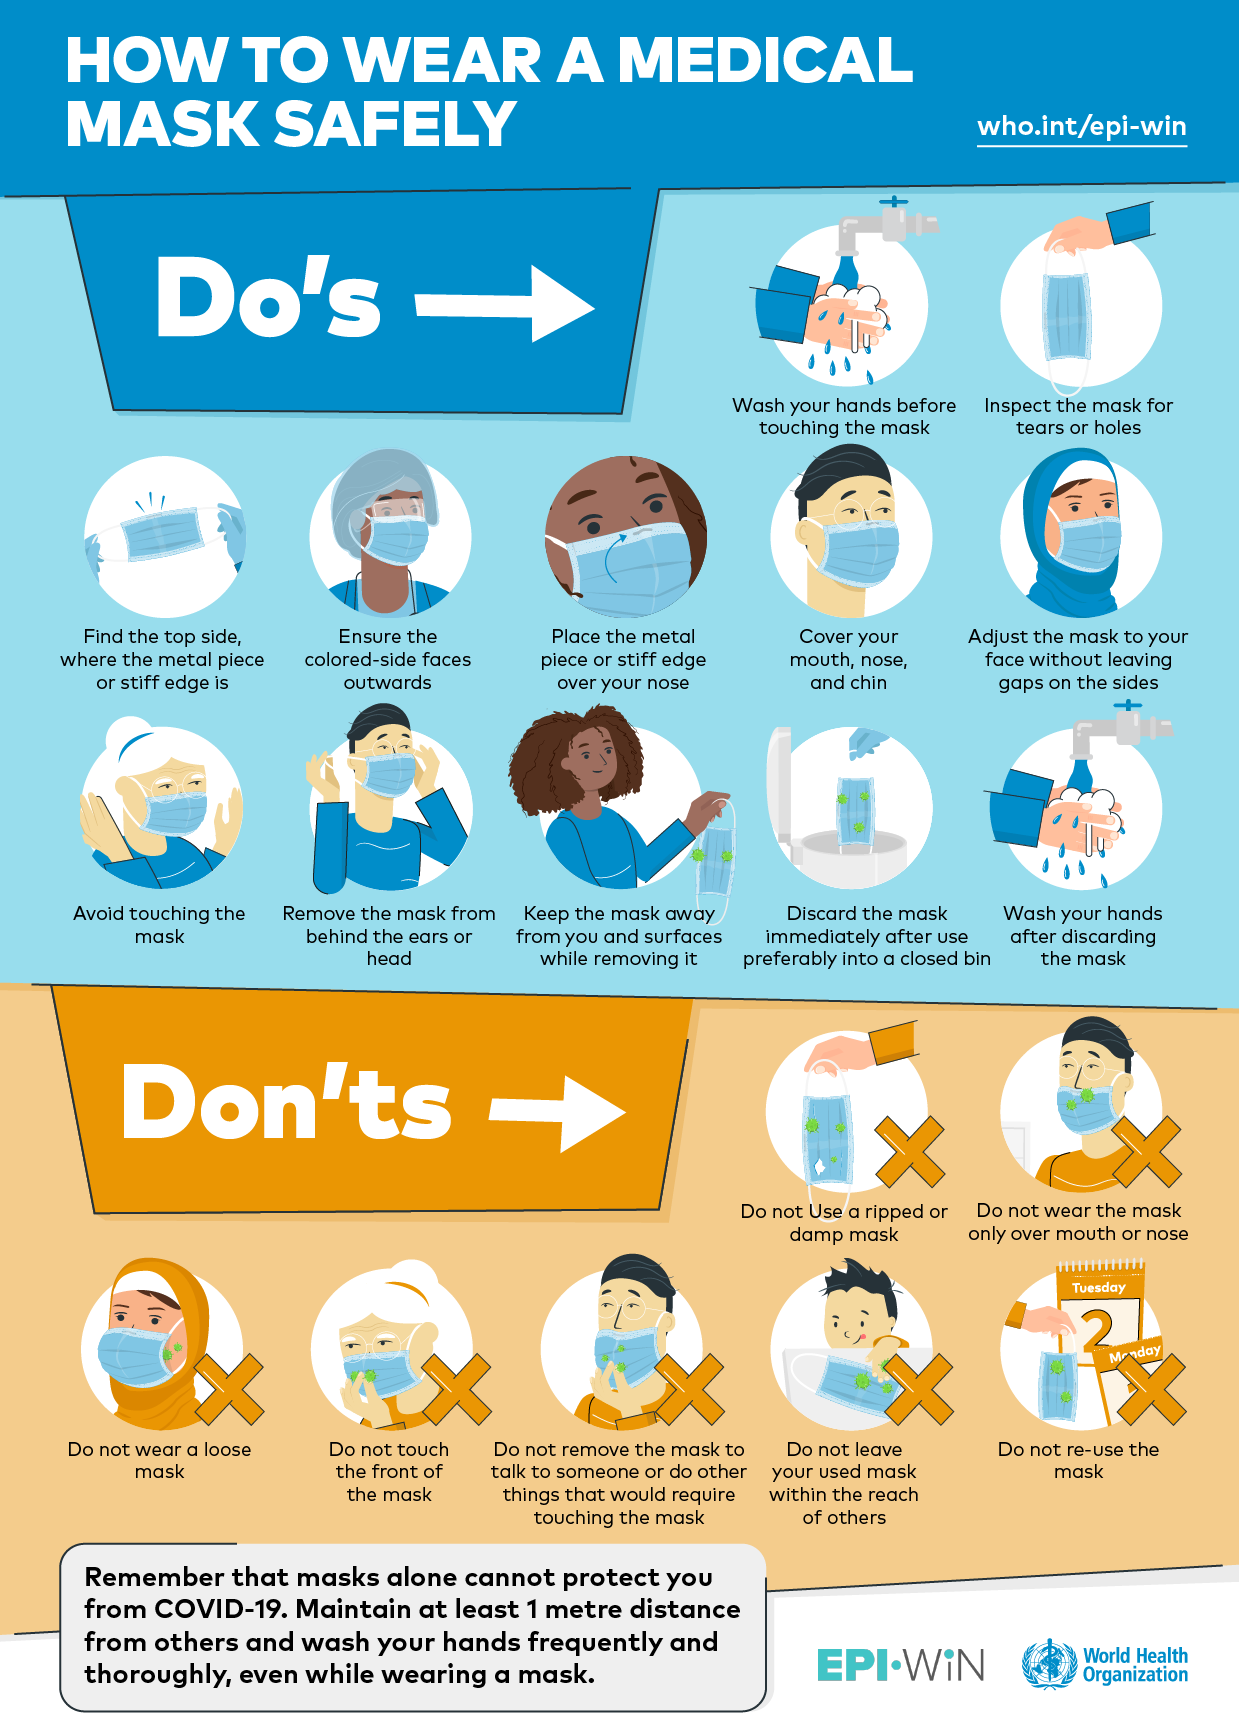 HOW TO WEAR A MEDICAL
MASK SAFELY
who.int/epi-win
Do's
Wash your hands before
touching the mask
Inspect the mask for
tears or holes
Find the top side,
where the metal piece
or stiff edge is
Ensure the
colored-side faces
outwards
Place the metal
piece or stiff edge
over your nose
Cover your
mouth, nose,
and chin
Adjust the mask to your
face without leaving
gaps on the sides
Avoid touching the
mask
Remove the mask from
behind the ears or
head
Keep the mask away
from you and surfaces
while removing it
Discard the mask
immediately after use
preferably into a closed bin
Wash your hands
after discarding
the mask
Don'ts
Do not Use a ripped or
damp mask
Do not wear the mask
only over mouth or nose
Do not wear a loose
mask
Do not touch
the front of
the mask
Do not remove the mask to
talk to someone or do other
things that would require
touching the mask
Do not leave
your used mask
within the reach
of others
Tuesday
2
Monday
Do not re-use the
mask
Remember that masks alone cannot protect you
from COVID-19. Maintain at least 1 metre distance
from others and wash your hands frequently and
thoroughly, even while wearing a mask.
EPI•WiN
World Health
Organization